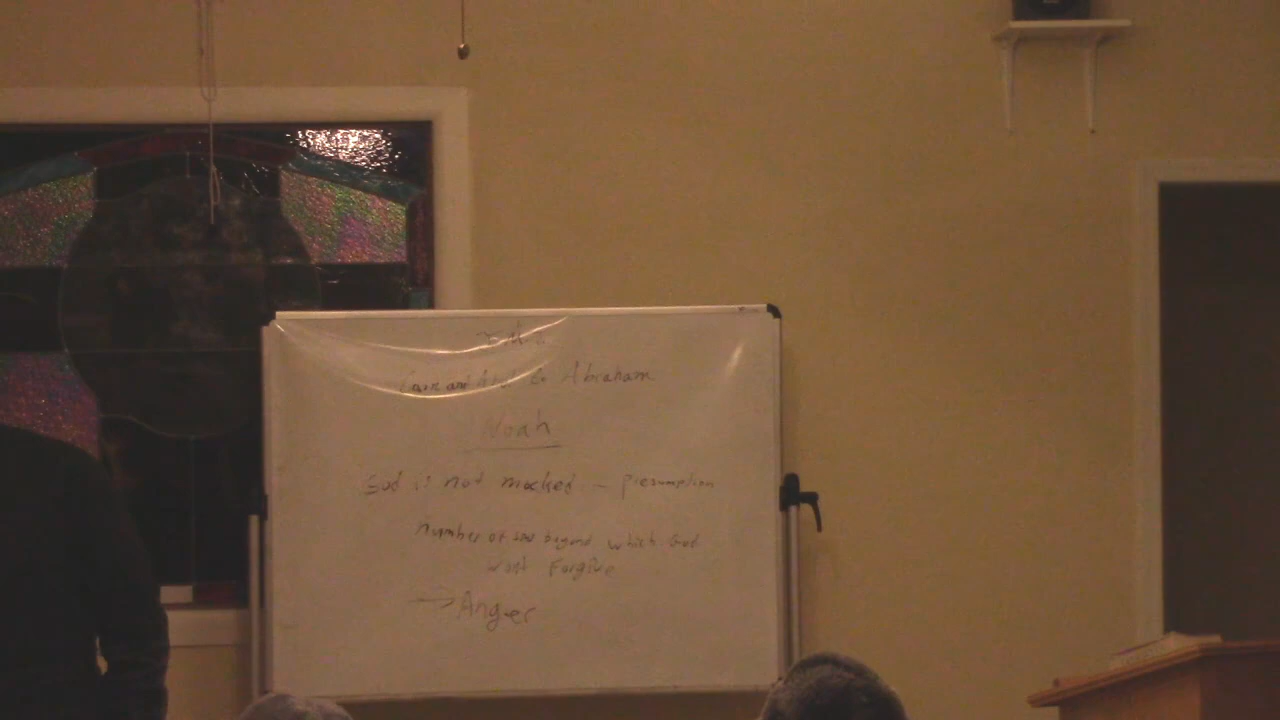 Cain and Abel to Abraham
Noah
God is not mocked - presumption
number of sins beyond which God
wont Forgive
→ Anger